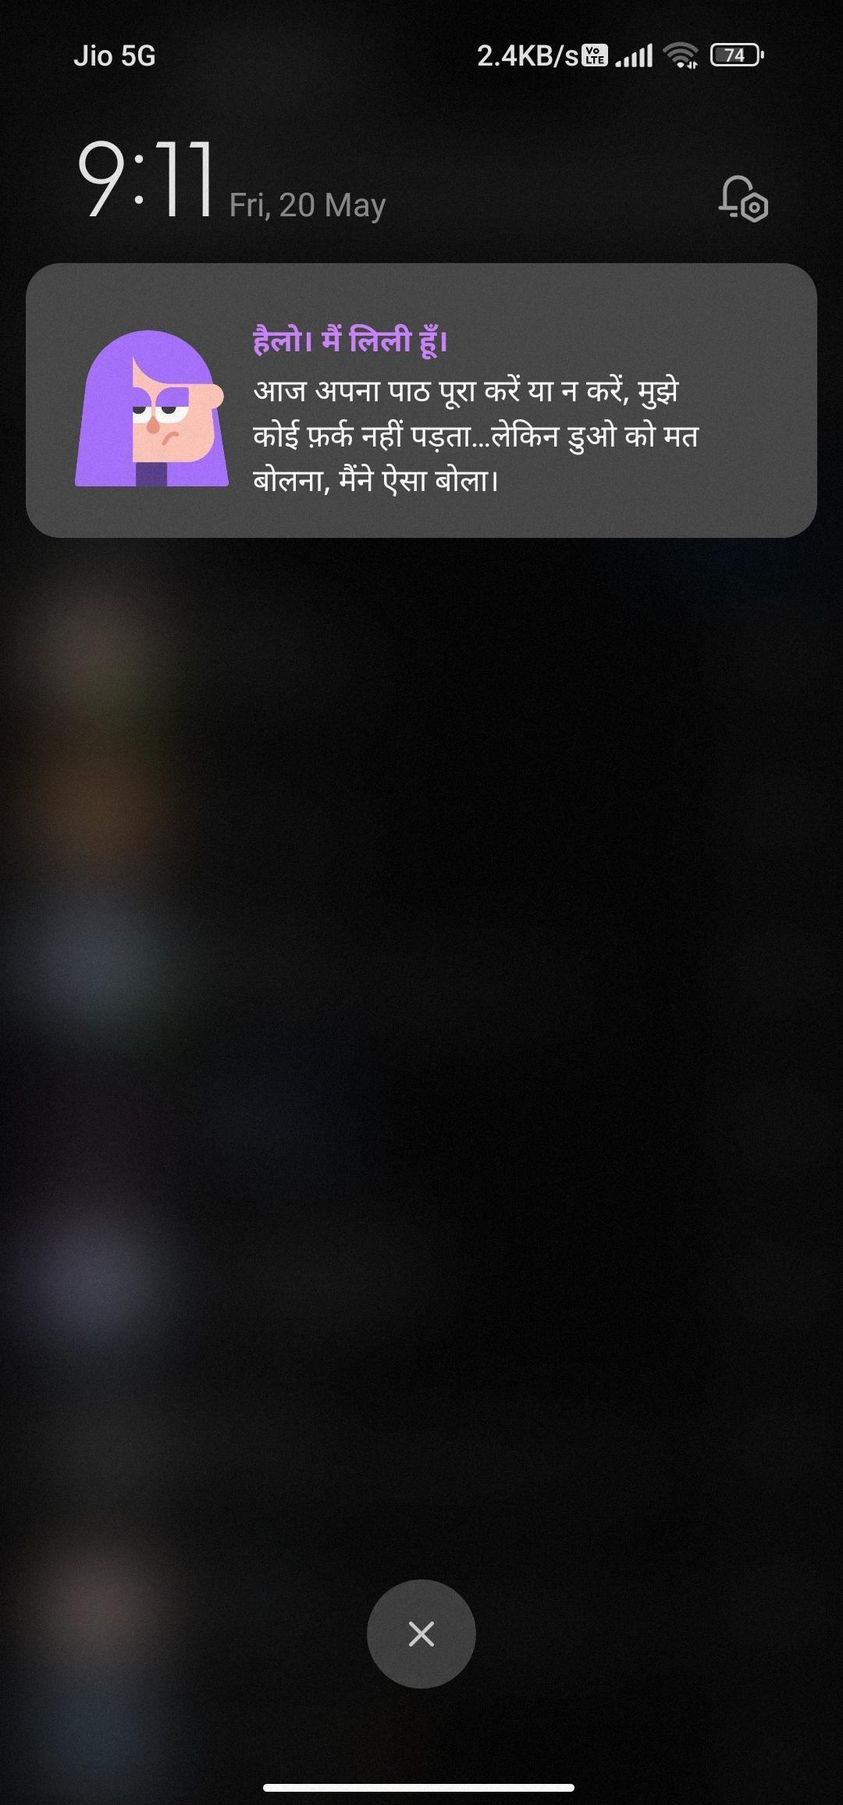 Jio 5G 2.4KB/s Vo LTE 74
9:11 Fri, 20 May
हैलो। मैं लिली हूँ।
आज अपना पाठ पूरा करें या न करें, मुझे
कोई फ़र्क नहीं पड़ता...लेकिन डुओ को मत
बोलना, मैंने ऐसा बोला।